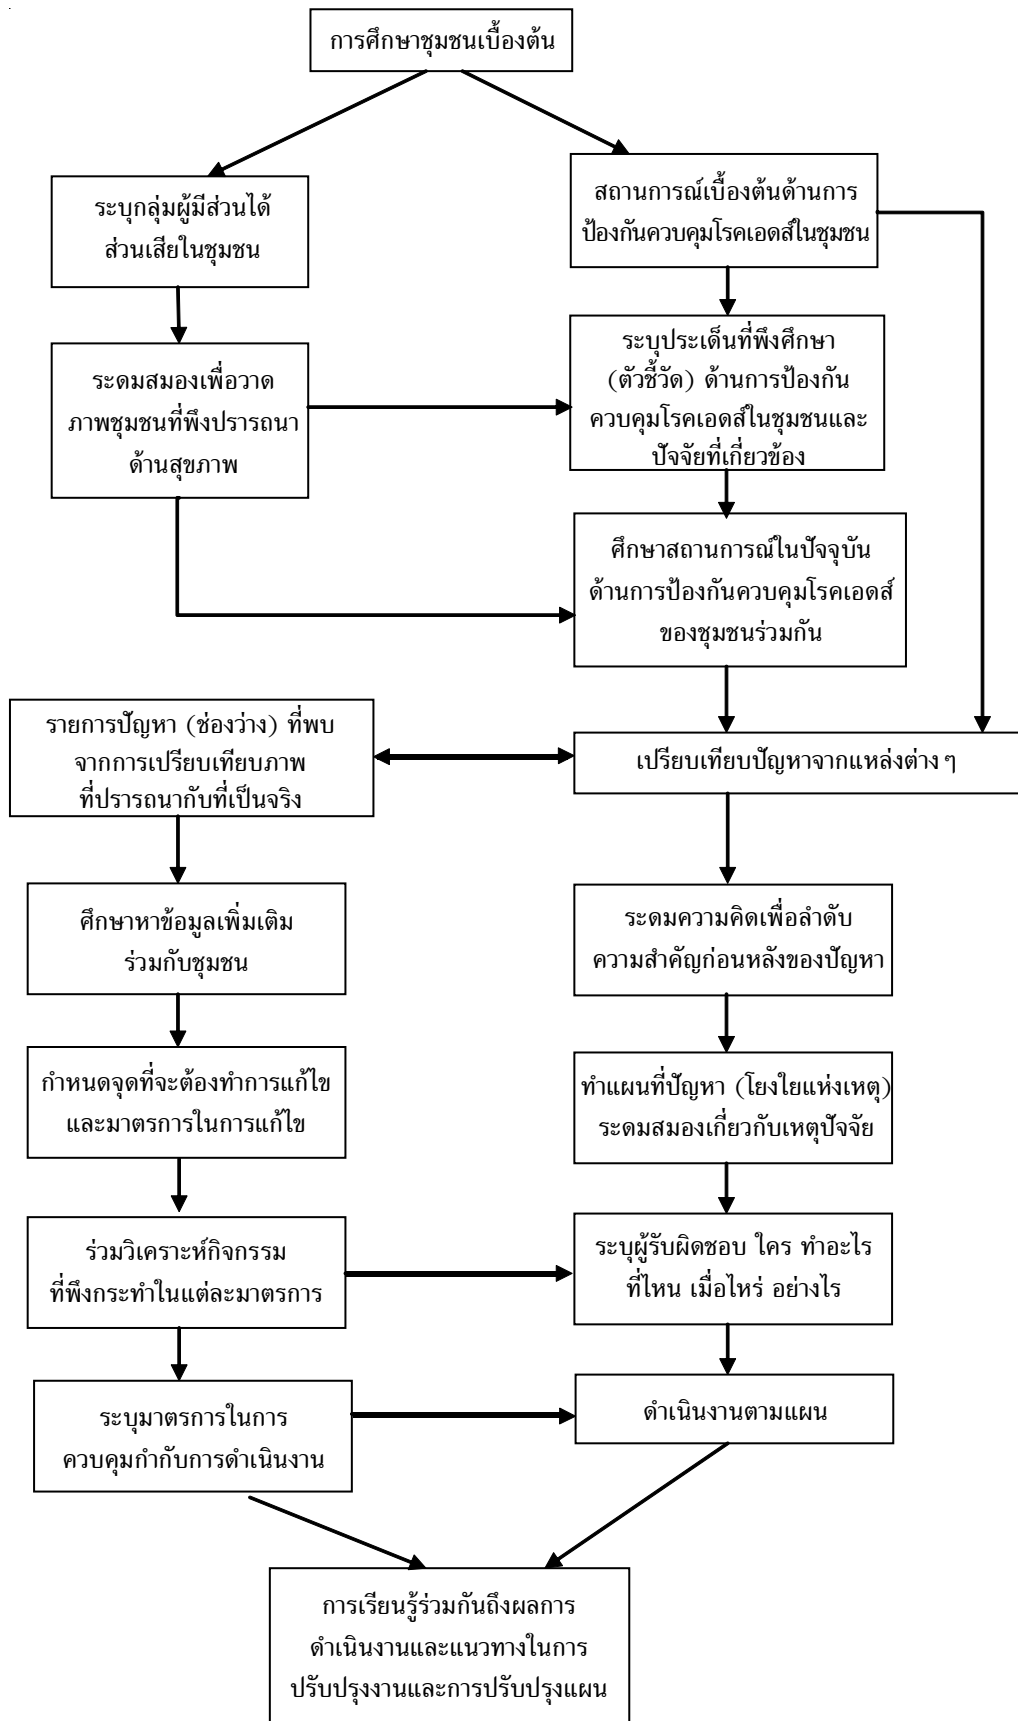 การศึกษาชุมชนเบื้องต้น
ระบุกลุ่มผู้มีส่วนได้
ส่วนเสียในชุมชน
สถานการณ์เบื้องต้นด้านการ
ป้องกันควบคุมโรคเอดส์ในชุมชน
ระดมสมองเพื่อวาด
ภาพชุมชนที่พึงปรารถนา
ด้านสุขภาพ
ระบุประเด็นที่พึงศึกษา
(ตัวชี้วัด) ด้านการป้องกัน
ควบคุมโรคเอดส์ในชุมชนและ
ปัจจัยที่เกี่ยวข้อง
ศึกษาสถานการณ์ในปัจจุบัน
ด้านการป้องกันควบคุมโรคเอดส์
ของชุมชนร่วมกัน
รายการปัญหา (ช่องว่าง) ที่พบ
จากการเปรียบเทียบภาพ
ที่ปรารถนากับที่เป็นจริง
เปรียบเทียบปัญหาจากแหล่งต่างๆ
ศึกษาหาข้อมูลเพิ่มเติม
ร่วมกับชุมชน
ระดมความคิดเพื่อลำดับ
ความสำคัญก่อนหลังของปัญหา
กำหนดจุดที่จะต้องทำการแก้ไข
และมาตรการในการแก้ไข
ทำแผนที่ปัญหา (โยงใยแห่งเหตุ)
ระดมสมองเกี่ยวกับเหตุปัจจัย
ร่วมวิเคราะห์กิจกรรม
ที่พึงกระทำในแต่ละมาตรการ
ระบุผู้รับผิดชอบ ใคร ทำอะไร
ที่ไหน เมื่อไหร่ อย่างไร
ระบุมาตรการในการ
ควบคุมกำกับการดำเนินงาน
ดำเนินงานตามแผน
การเรียนรู้ร่วมกันถึงผลการ
ดำเนินงานและแนวทางในการ
ปรับปรุงงานและการปรับปรุงแผน